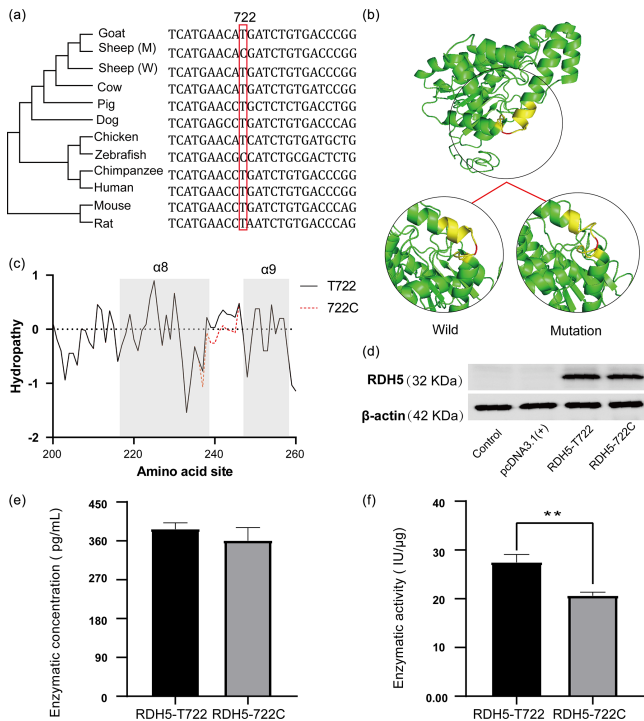 (a)
722
Goat TCATGAACATGATCTGTGACCCGG
Sheep (M) TCATGAACACGATCTGTGACCCGG
Sheep (W) TCATGAACATGATCTGTGACCCGG
Cow TCATGAACATGATCTGTGATCCGG
Pig TCATGAACCTGCTCTGTGACCTGG
Dog TCATGAGCCTGATCTGTGACCCAG
Chicken TCATGAACATCATCTGTGATGCTG
Zebrafish TCATGAACGCCATCTGCGACTCTG
Chimpanzee TCATGAACCTGATCTGTGACCCGG
Human TCATGAACCTGATCTGTGACCCGG
Mouse TCATGAACCTGATCTGTGACCCAG
Rat TCATGAACCTAATCTGTGACCCAG
(b)
Wild
Mutation
(c)
α8
α9
T722
722C
Hydropathy
1
0
-1
-2
200
220
240
260
Amino acid site
(d)
RDH5 (32 KDa)
β-actin (42 KDa)
Control
pcDNA3.1(+)
RDH5-T722
RDH5-722C
(e)
Enzymatic concentration ( pg/mL)
450
360
270
180
90
0
RDH5-T722
RDH5-722C
(f)
Enzymatic activity ( IU/μg)
40
30
20
10
0.00
**
RDH5-T722
RDH5-722C